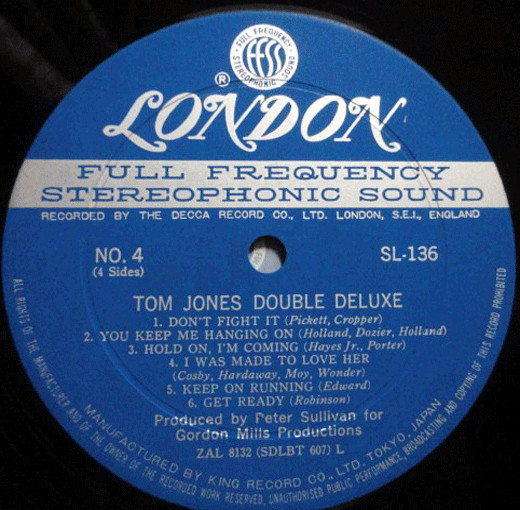 FULL FREQUENCY
ffss
STEREOPHONIC SOUND
®
LONDON
FULL FREQUENCY
STEREOPHONIC SOUND
RECORDED BY THE DECCA RECORD CO., LTD. LONDON, S.E.I., ENGLAND
NO. 4
(4 Sides)
SL-136
TOM JONES DOUBLE DELUXE
1. DON'T FIGHT IT (Pickett, Cropper)
2. YOU KEEP ME HANGING ON (Holland, Dozier, Holland)
3. HOLD ON, I'M COMING (Hayes Jr., Porter)
4. I WAS MADE TO LOVE HER
(Cosby, Hardaway, Moy, Wonder)
5. KEEP ON RUNNING (Edward)
6. GET READY (Robinson)
Produced by Peter Sullivan for
Gordon Mills Productions
ZAL 8132 (SDLBT 607) L
MANUFACTURED BY KING RECORD CO., LTD. TOKYO, JAPAN
ALL RIGHTS OF THE MANUFACTURER AND OF THE OWNER OF THE RECORDED WORK RESERVED, UNAUTHORISED PUBLIC PERFORMANCE, BROADCASTING AND COPYING OF THIS RECORD PROHIBITED